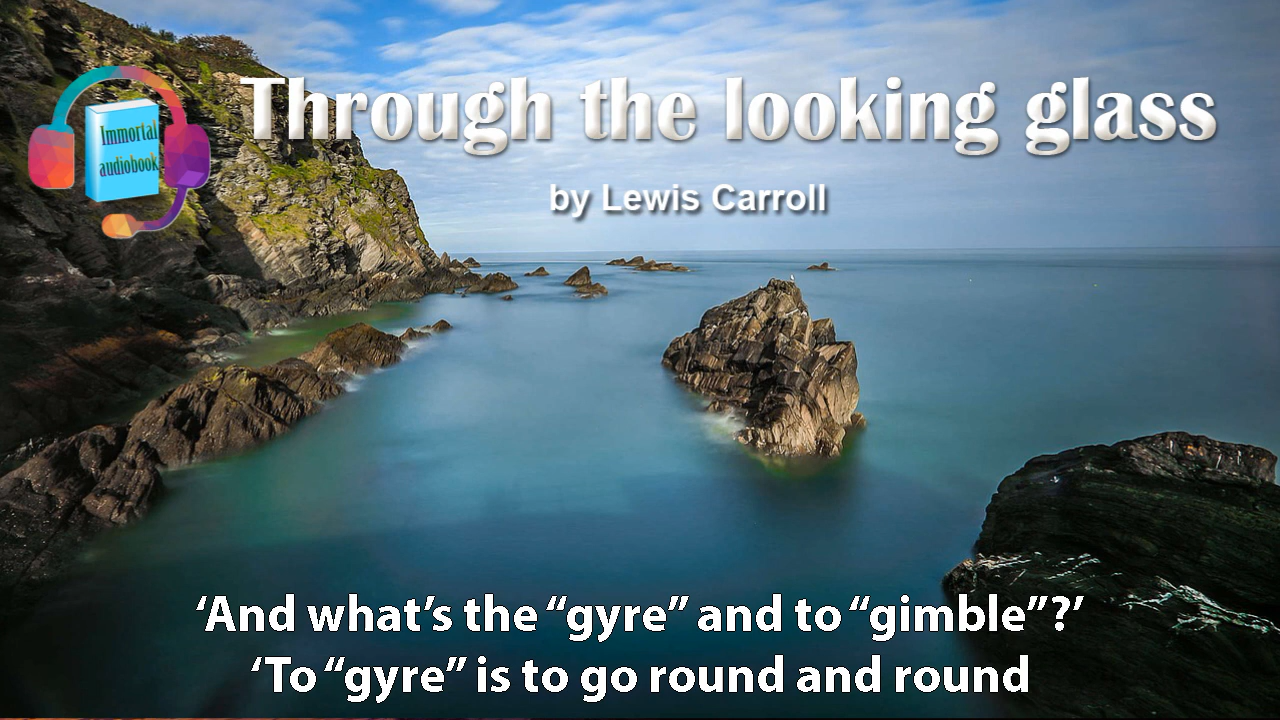 Immortal
audiobook
Through the looking glass
by Lewis Carroll
‘And what’s the “gyre” and to “gimble”?’
‘To “gyre” is to go round and round